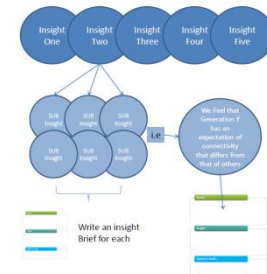 Insight
One
Insight
Two
Insight
Three
Insight
Four
Insight
Five
SUB
Insight
SUB
Insight
SUB
Insight
SUB
Insight
SUB
Insight
SUB
Insight
i.e
We Feel that
Generation Y
has an
expectation of
connectivity
that differs from
that of others
Write an insight
Brief for each